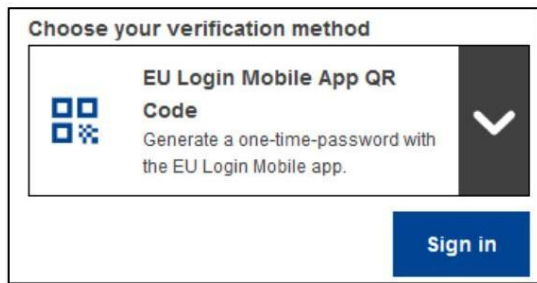 Choose your verification method
EU Login Mobile App QR
Code
Generate a one-time-password with
the EU Login Mobile app.
Sign in